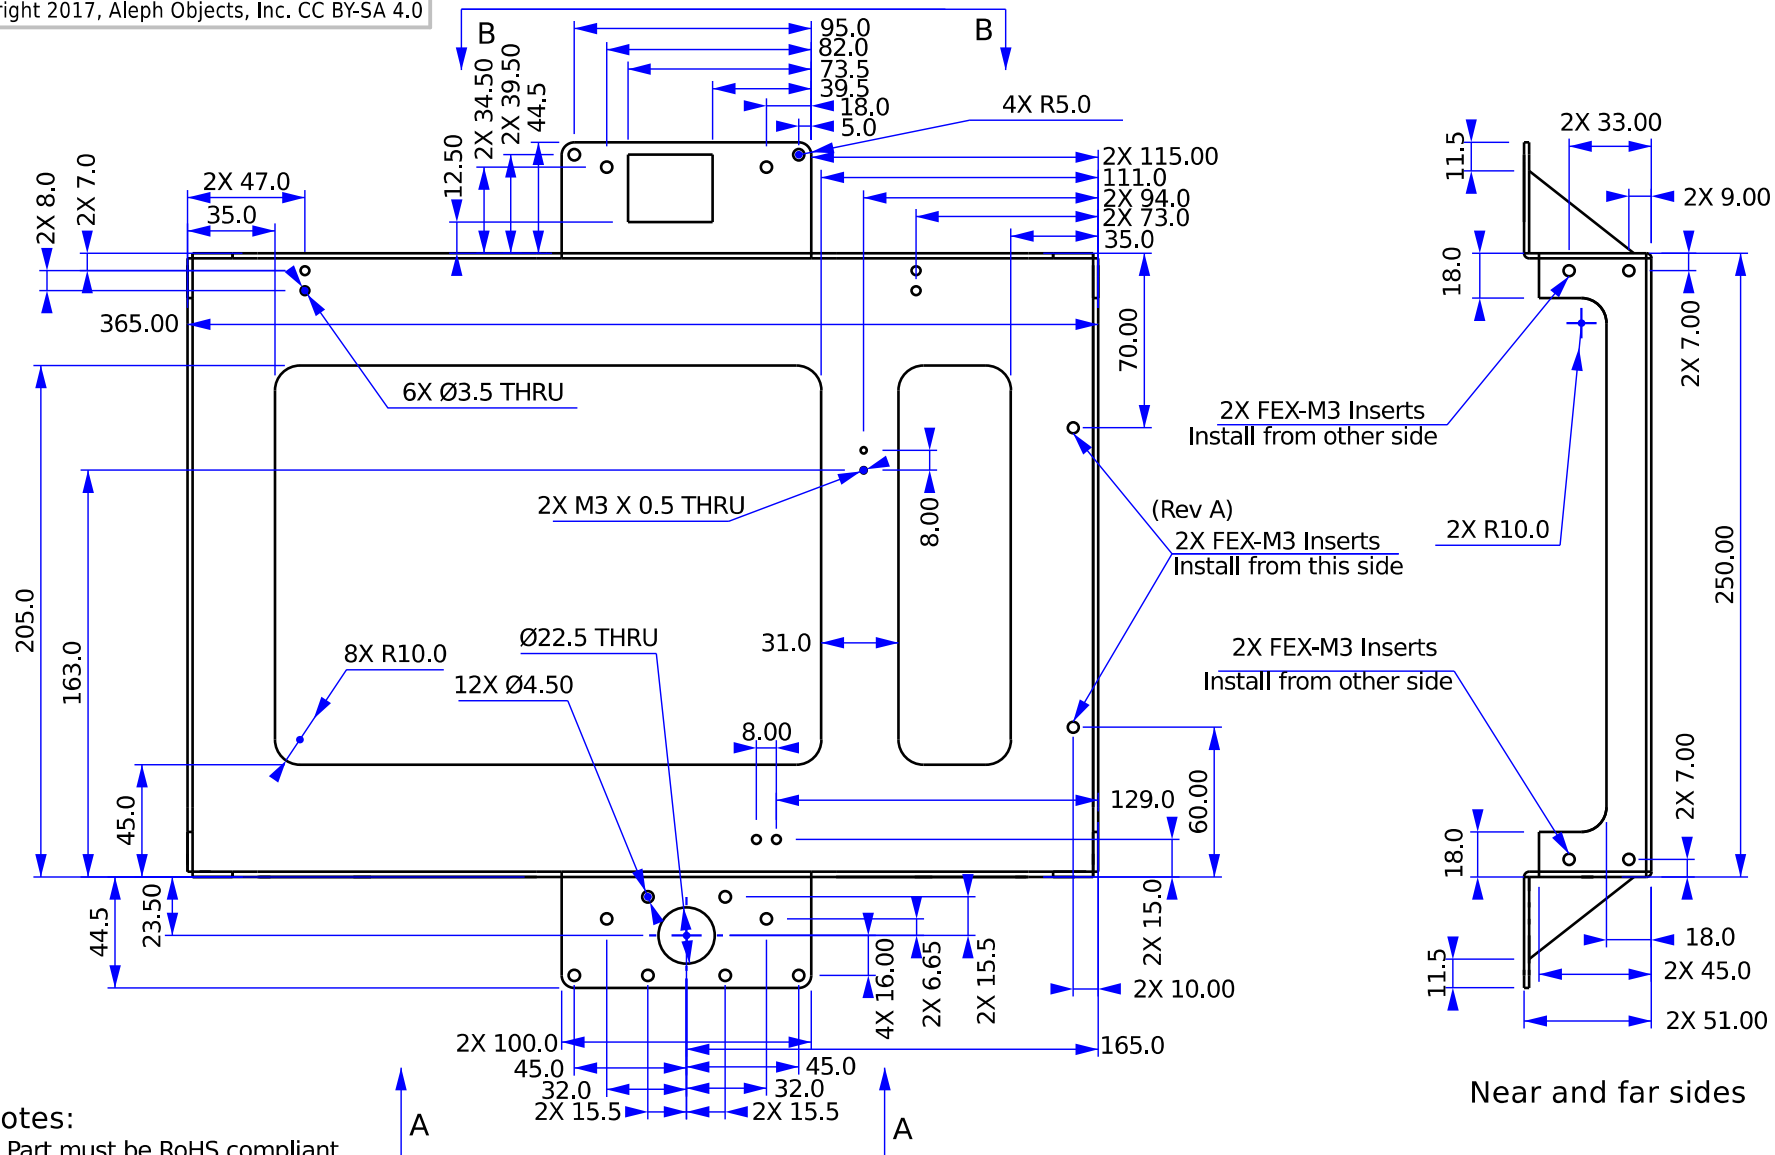 right 2017, Aleph Objects, Inc. CC BY-SA 4.0
B
B
95.0
82.0
73.5
39.5
18.0
5.0
4X R5.0
2X 34.50
2X 39.50
44.5
12.50
2X 115.00
111.0
2X 94.0
2X 73.0
35.0
2X 8.0
2X 7.0
2X 47.0
35.0
365.00
70.00
6X Ø3.5 THRU
2X M3 X 0.5 THRU
8.00
(Rev A)
2X FEX-M3 Inserts
Install from this side
205.0
163.0
8X R10.0
Ø22.5 THRU
12X Ø4.50
31.0
8.00
129.0
60.00
45.0
44.5
23.50
2X 15.0
4X 16.00
2X 6.65
2X 15.5
2X 10.00
2X 100.0
165.0
45.0
45.0
32.0
32.0
2X 15.5
2X 15.5
A
A
otes:
Part must be RoHS compliant
11.5
2X 33.00
2X 9.00
18.0
2X 7.00
2X FEX-M3 Inserts
Install from other side
2X R10.0
250.00
2X FEX-M3 Inserts
Install from other side
2X 7.00
18.0
18.0
11.5
2X 45.0
2X 51.00
Near and far sides